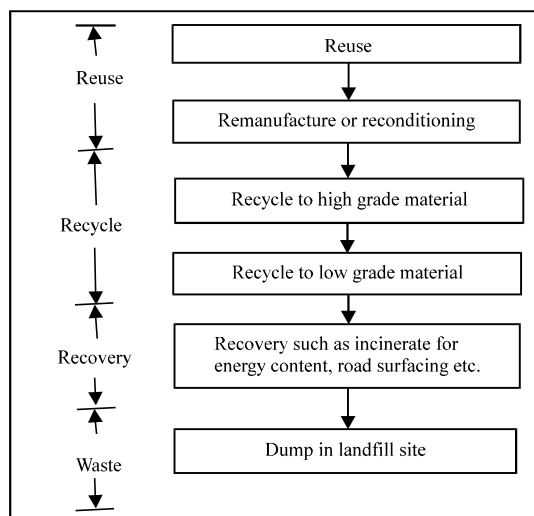 Reuse
Reuse
Remanufacture or reconditioning
Recycle to high grade material
Recycle
Recycle to low grade material
Recovery such as incinerate for
energy content, road surfacing etc.
Recovery
Dump in landfill site
Waste